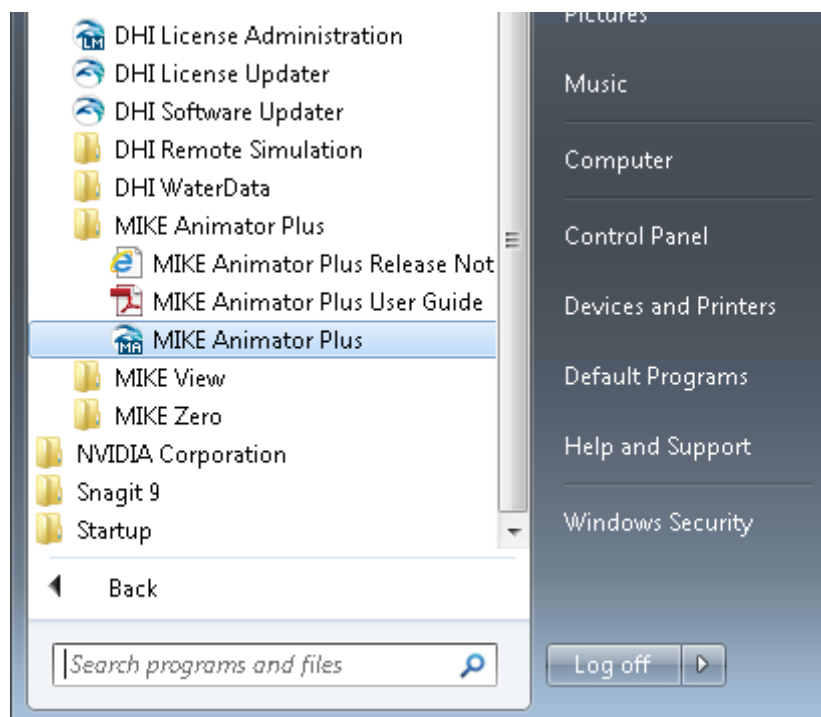 DHI License Administration
DHI License Updater
DHI Software Updater
DHI Remote Simulation
DHI WaterData
MIKE Animator Plus
MIKE Animator Plus Release Not
MIKE Animator Plus User Guide
MIKE Animator Plus
MIKE View
MIKE Zero
NVIDIA Corporation
Snagit 9
Startup
Back
Search programs and files
Pictures
Music
Computer
Control Panel
Devices and Printers
Default Programs
Help and Support
Windows Security
Log off